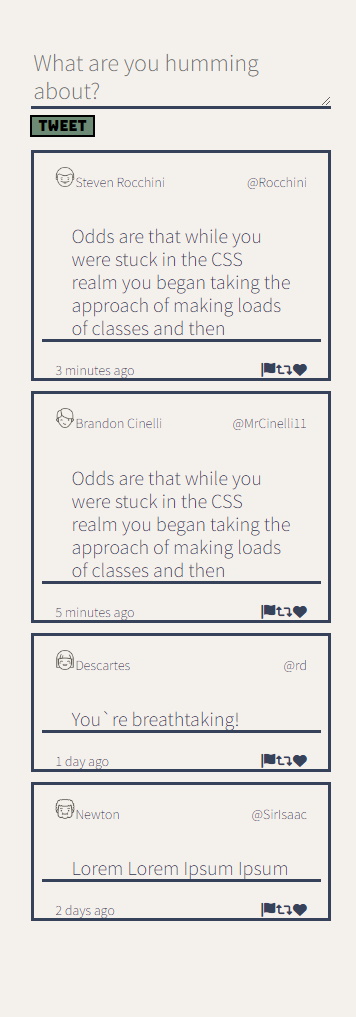 What are you humming
about?
TWEET
Steven Rocchini @Rocchini
Odds are that while you
were stuck in the CSS
realm you began taking the
approach of making loads
of classes and then
3 minutes ago
Brandon Cinelli @MrCinelli11
Odds are that while you
were stuck in the CSS
realm you began taking the
approach of making loads
of classes and then
5 minutes ago
Descartes @rd
You`re breathtaking!
1 day ago
Newton @SirIsaac
Lorem Lorem Ipsum Ipsum
2 days ago